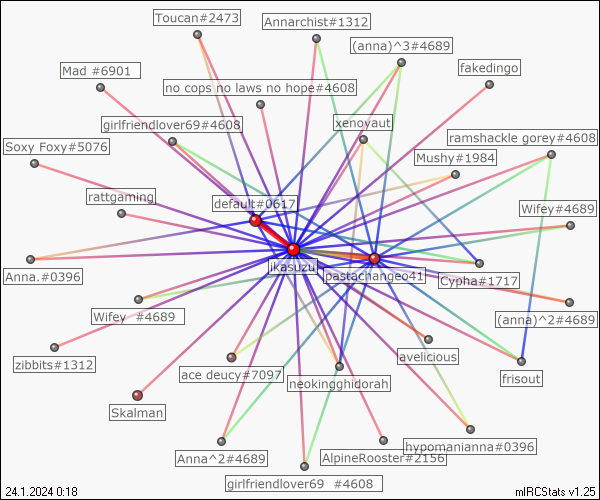 Toucan#2473
Annarchist#1312
(anna)^3#4689
Mad #6901
fakedingo
no cops no laws no hope#4608
girlfriendlover69#4608
xenoyaut
ramshackle gorey#4608
Soxy Foxy#5076
Mushy#1984
rattgaming
default#0617
Wifey#4689
ikasuzu
pastachangeo41
Anna.#0396
Cypha#1717
Wifey #4689
(anna)^2#4689
zibbits#1312
avelicious
ace deucy#7097
neokingghidorah
frisout
Skalman
Anna^2#4689
AlpineRooster#2156
hypomanianna#0396
girlfriendlover69 #4608
24.1.2024 0:18
mIRCStats v1.25